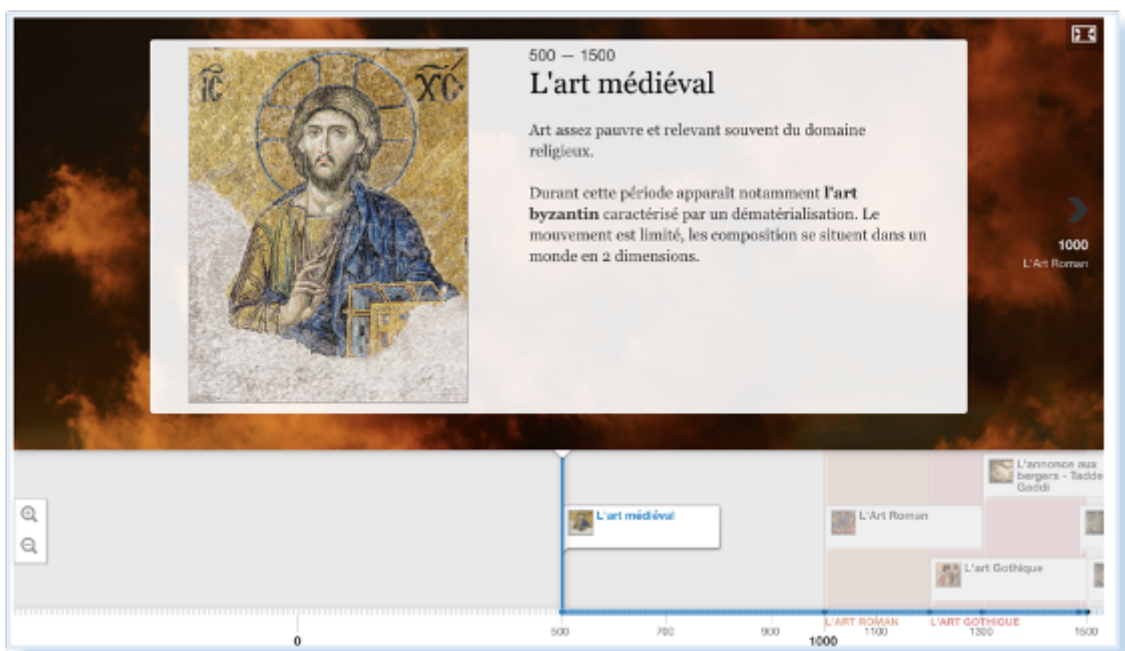 IC
XC
500 — 1500
L'art médiéval
Art assez pauvre et relevant souvent du domaine
religieux.
Durant cette période apparaît notamment l'art
byzantin caractérisé par un dématérialisation. Le
mouvement est limité, les composition se situent dans un
monde en 2 dimensions.
1000
L'Art Roman
L'annonce aux
bergers - Tadde
Gaddi
L'art médiéval
L'Art Roman
L'art Gothique
L'ART ROMAN
L'ART GOTHIQUE
0
500
700
900
1000
1100
1300
1500